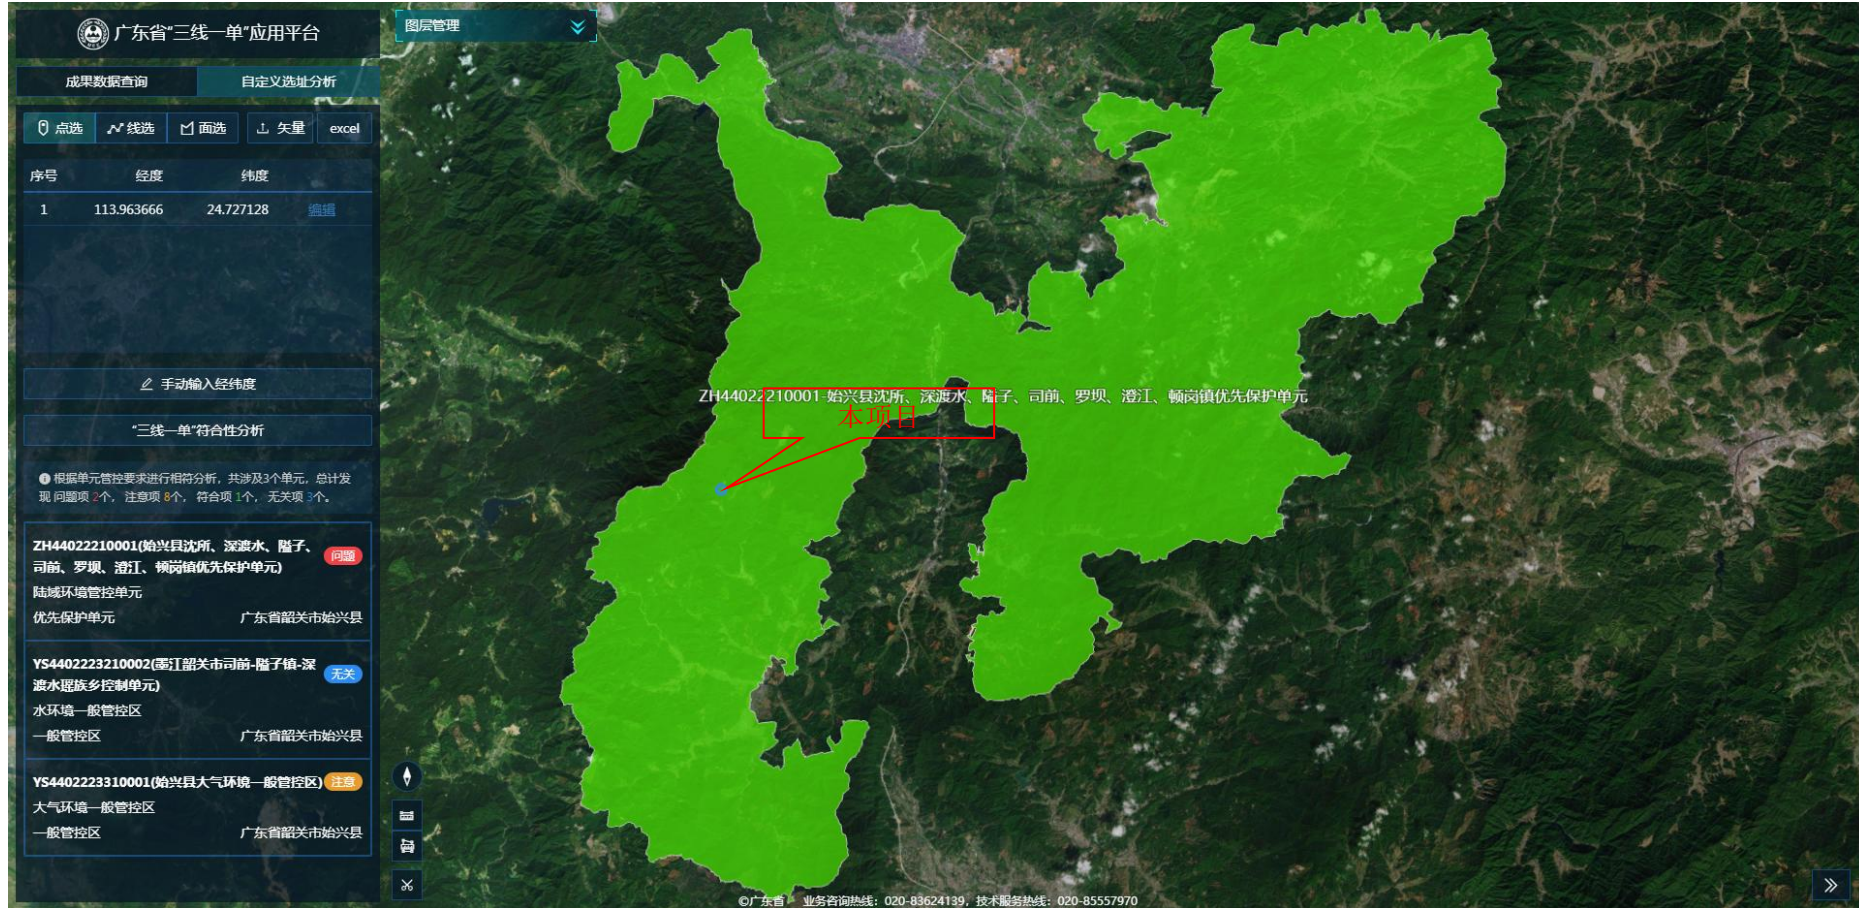 广东省“三线一单”应用平台
图层管理
成果数据查询
自定义选址分析
点选
线选
面选
矢量
excel
序号
经度
纬度
1
113.963666
24.727128
编辑
手动输入经纬度
“三线一单”符合性分析
根据单元管控要求进行相符分析，共涉及3个单元，总计发
现 问题项 2个， 注意项 8个， 符合项 1个， 无关项 3个。
ZH44022210001(始兴县沈所、深渡水、隘子、
司前、罗坝、澄江、顿岗镇优先保护单元)
问题
陆域环境管控单元
优先保护单元
广东省韶关市始兴县
YS4402223210002(墨江韶关市司前-隘子镇-深
渡水瑶族乡控制单元)
无关
水环境一般管控区
一般管控区
广东省韶关市始兴县
YS4402223310001(始兴县大气环境一般管控区)
注意
大气环境一般管控区
一般管控区
广东省韶关市始兴县
ZH44022210001-始兴县沈所、深渡水、隘子、司前、罗坝、澄江、顿岗镇优先保护单元
本项目
©广东省 业务咨询热线：020-83624139，技术服务热线：020-85557970